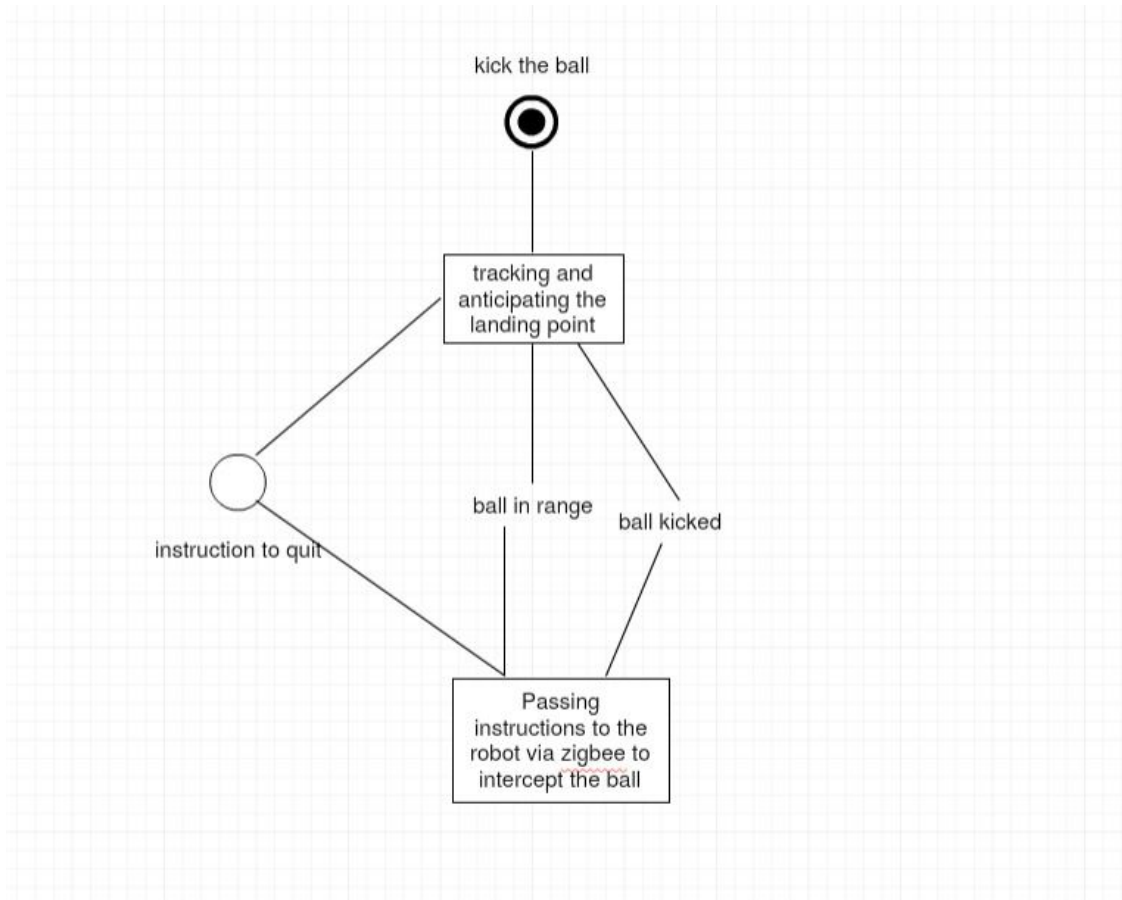 kick the ball
tracking and
anticipating the
landing point
ball in range
ball kicked
instruction to quit
Passing
instructions to the
robot via zigbee to
intercept the ball